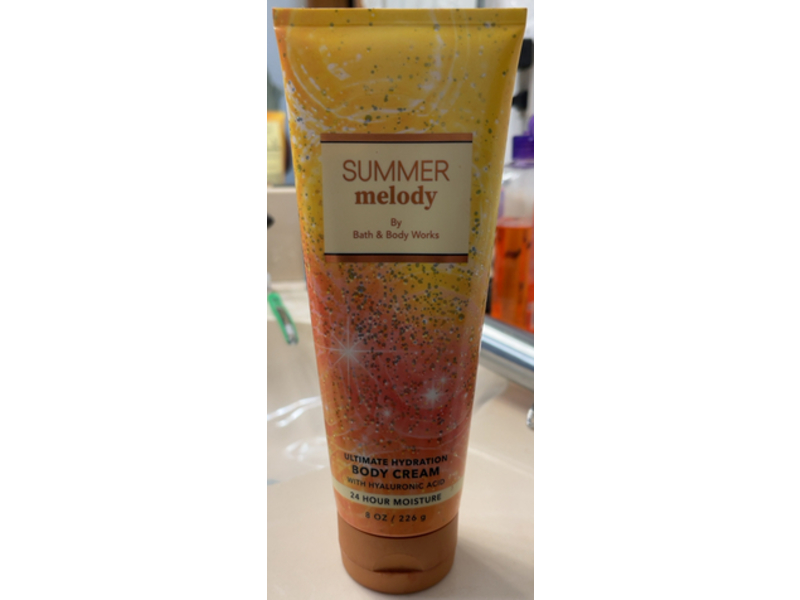 SUMMER
melody
By
Bath & Body Works
ULTIMATE HYDRATION
BODY CREAM
WITH HYALURONIC ACID
24 HOUR MOISTURE
8 OZ / 226 g